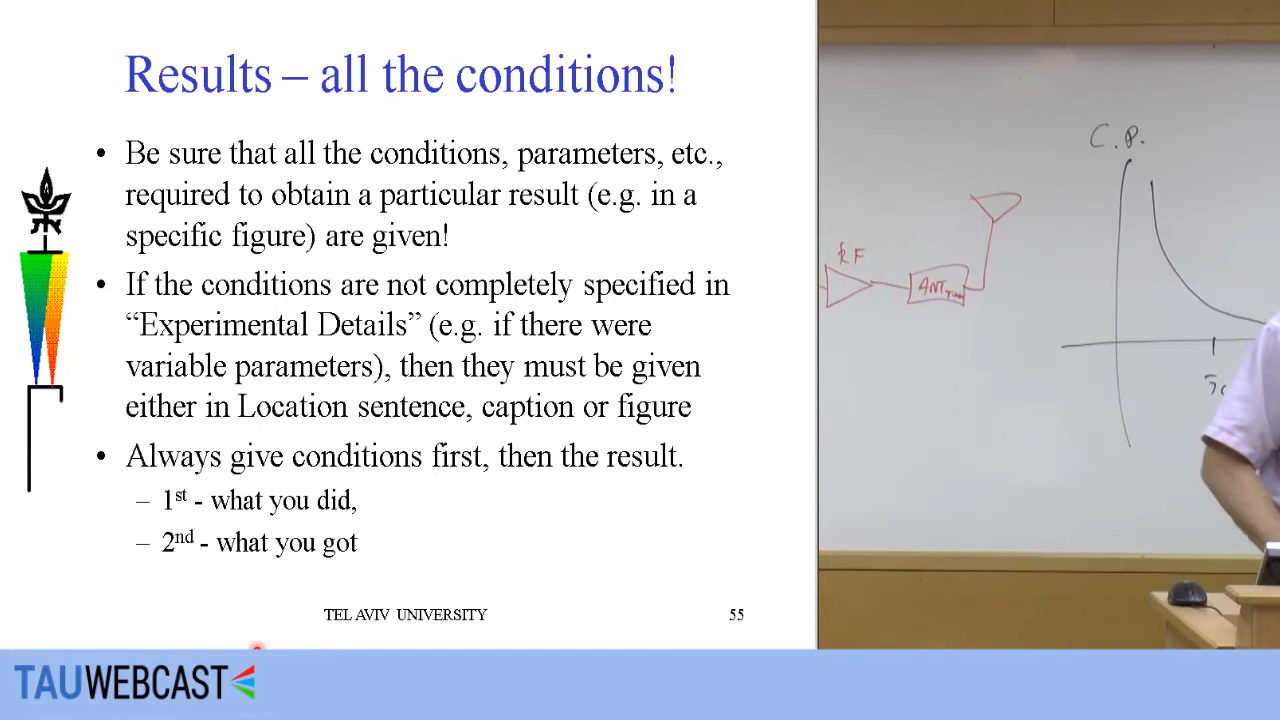 Results – all the conditions!
• Be sure that all the conditions, parameters, etc.,
required to obtain a particular result (e.g. in a
specific figure) are given!
• If the conditions are not completely specified in
“Experimental Details” (e.g. if there were
variable parameters), then they must be given
either in Location sentence, caption or figure
• Always give conditions first, then the result.
– 1st - what you did,
– 2nd - what you got
TEL AVIV UNIVERSITY
55
TAUWEBCAST
C.P.
RF
ANT